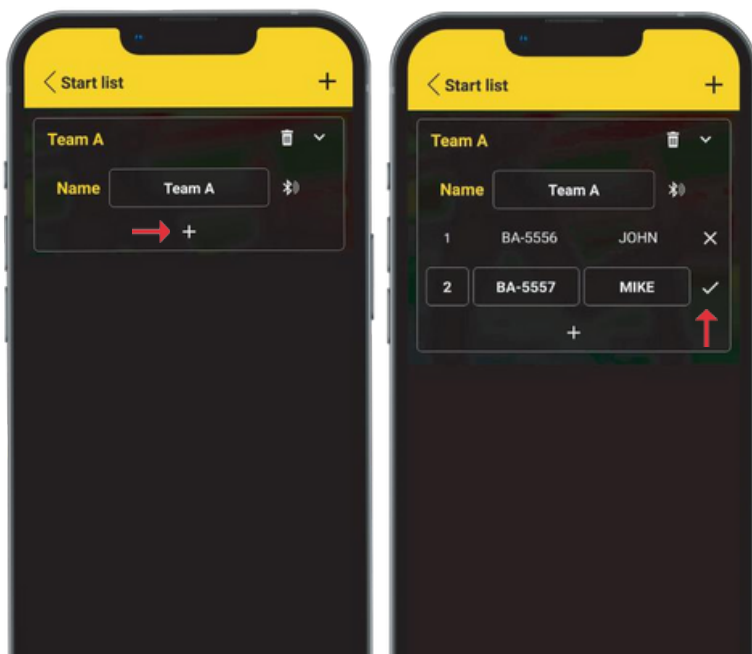 Start list
Team A
Name Team A
Start list
Team A
Name Team A
1 BA-5556 JOHN
2 BA-5557 MIKE